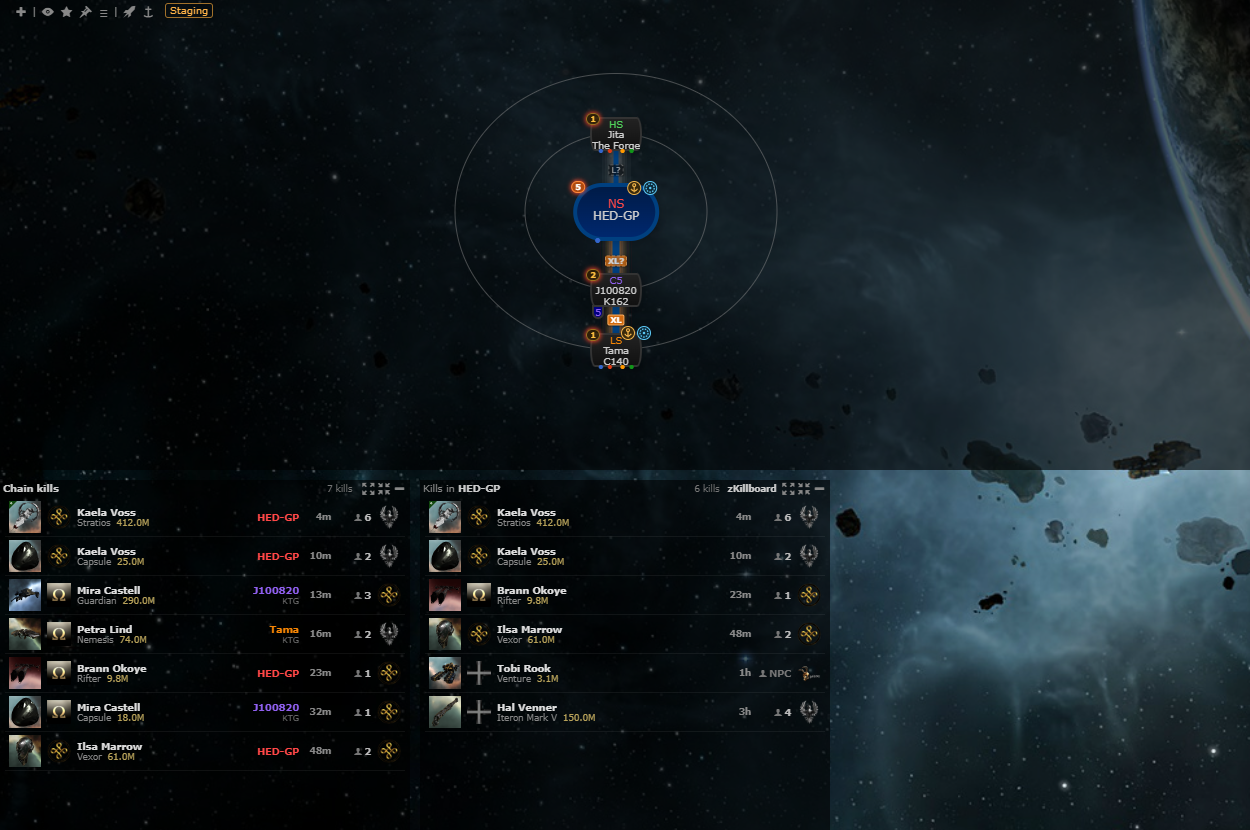 Staging
1
HS
Jita
The Forge
L?
5
NS
HED-GP
XL?
2
C5
J100820
K162
5
XL
1
LS
Tama
C140
Chain kills 7 kills
Kaela Voss HED-GP 4m 6
Stratios 412.0M
Kaela Voss HED-GP 10m 2
Capsule 25.0M
Mira Castell J100820 13m 3
Guardian 290.0M KTG
Petra Lind Tama 16m 2
Nemesis 74.0M KTG
Brann Okoye HED-GP 23m 1
Rifter 9.8M
Mira Castell J100820 32m 1
Capsule 18.0M KTG
Ilsa Marrow HED-GP 48m 2
Vexor 61.0M
Kills in HED-GP 6 kills zKillboard
Kaela Voss 4m 6
Stratios 412.0M
Kaela Voss 10m 2
Capsule 25.0M
Brann Okoye 23m 1
Rifter 9.8M
Ilsa Marrow 48m 2
Vexor 61.0M
Tobi Rook 1h NPC
Venture 3.1M
Hal Venner 3h 4
Iteron Mark V 150.0M